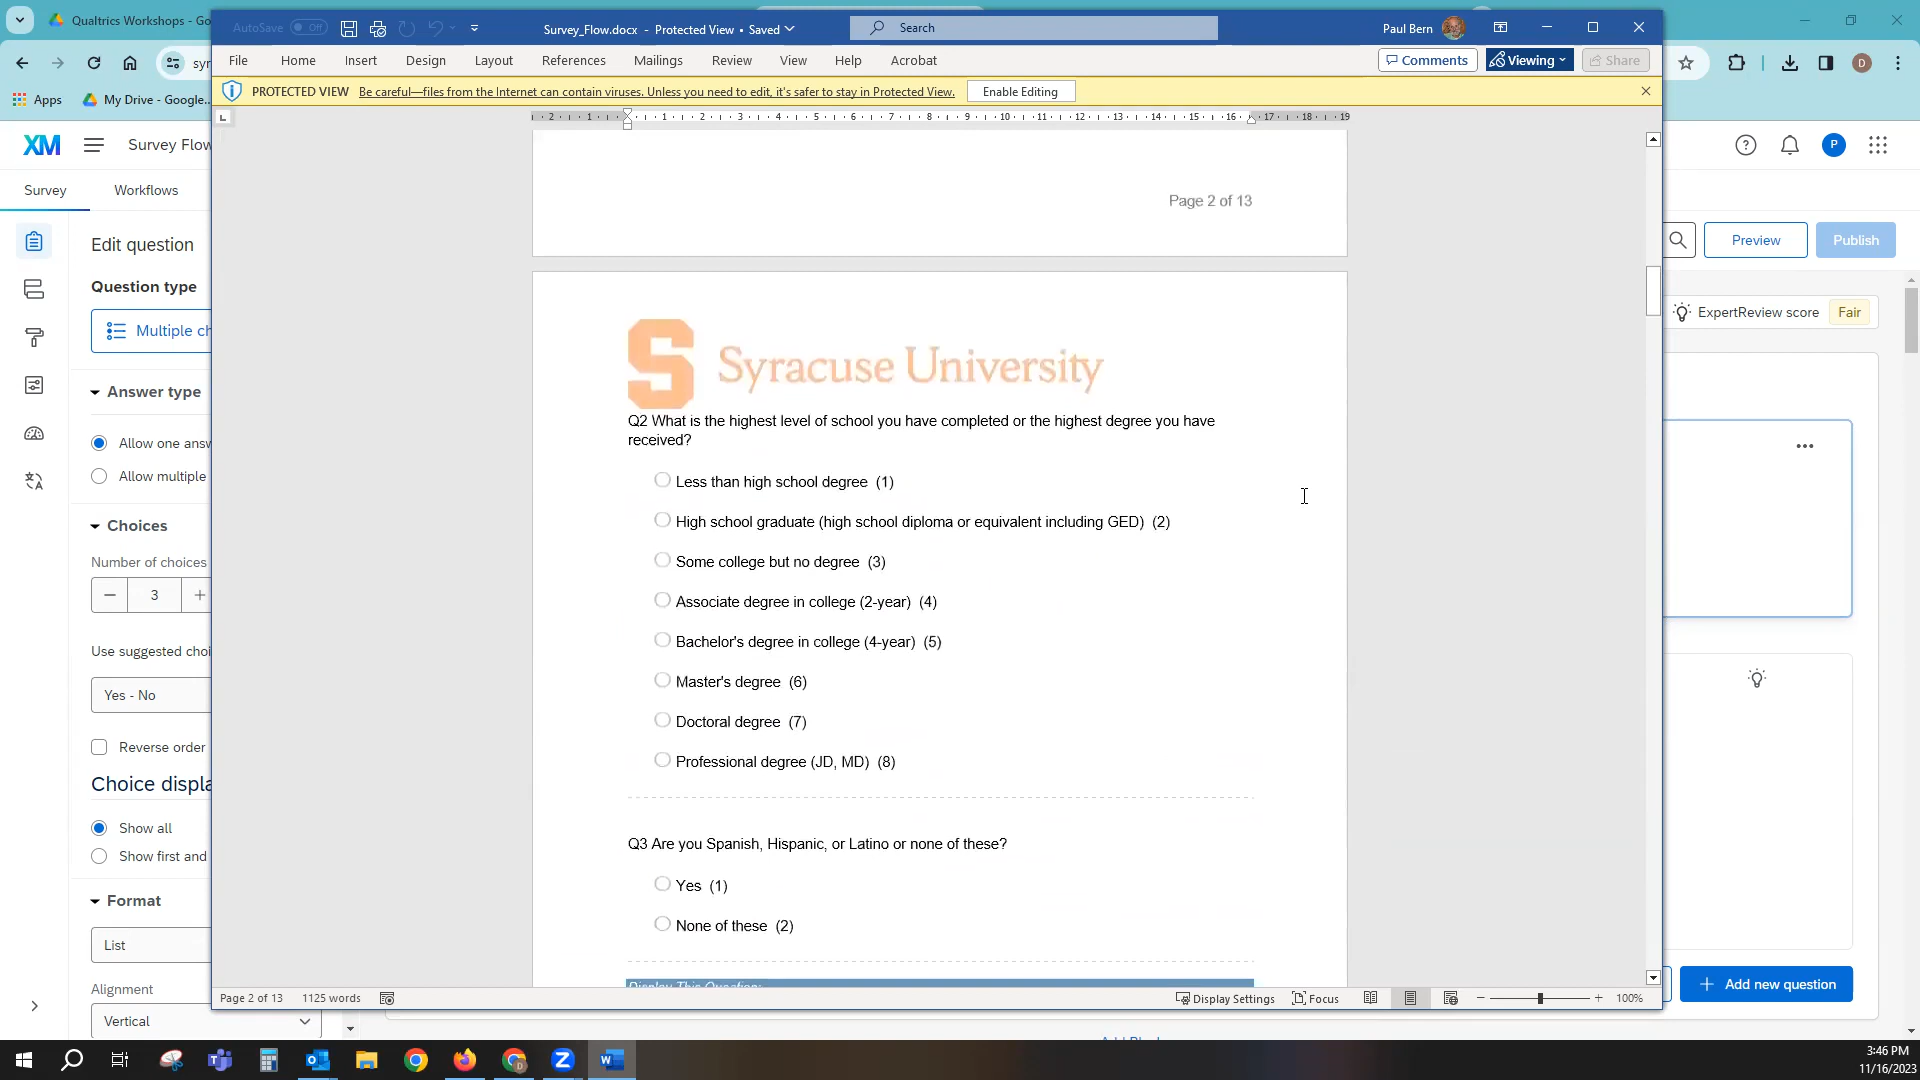 Qualtrics Workshops - Go
AutoSave Off
Survey_Flow.docx - Protected View • Saved
Search
Paul Bern
File Home Insert Design Layout References Mailings Review View Help Acrobat
Comments Viewing Share
Apps My Drive - Google...
PROTECTED VIEW Be careful—files from the Internet can contain viruses. Unless you need to edit, it's safer to stay in Protected View. Enable Editing
XM Survey Flow
P
D
Survey Workflows
Edit question
Question type
Multiple ch
Answer type
Allow one answ
Allow multiple
Choices
Number of choices
3
Use suggested choi
Yes - No
Reverse order
Choice displa
Show all
Show first and
Format
List
Alignment
Vertical
Page 2 of 13
S Syracuse University
Q2 What is the highest level of school you have completed or the highest degree you have
received?
Less than high school degree (1)
High school graduate (high school diploma or equivalent including GED) (2)
Some college but no degree (3)
Associate degree in college (2-year) (4)
Bachelor's degree in college (4-year) (5)
Master's degree (6)
Doctoral degree (7)
Professional degree (JD, MD) (8)
Q3 Are you Spanish, Hispanic, or Latino or none of these?
Yes (1)
None of these (2)
Display This Question:
Preview Publish
ExpertReview score Fair
Add new question
Page 2 of 13 1125 words
Display Settings Focus 100%
3:46 PM
11/16/2023